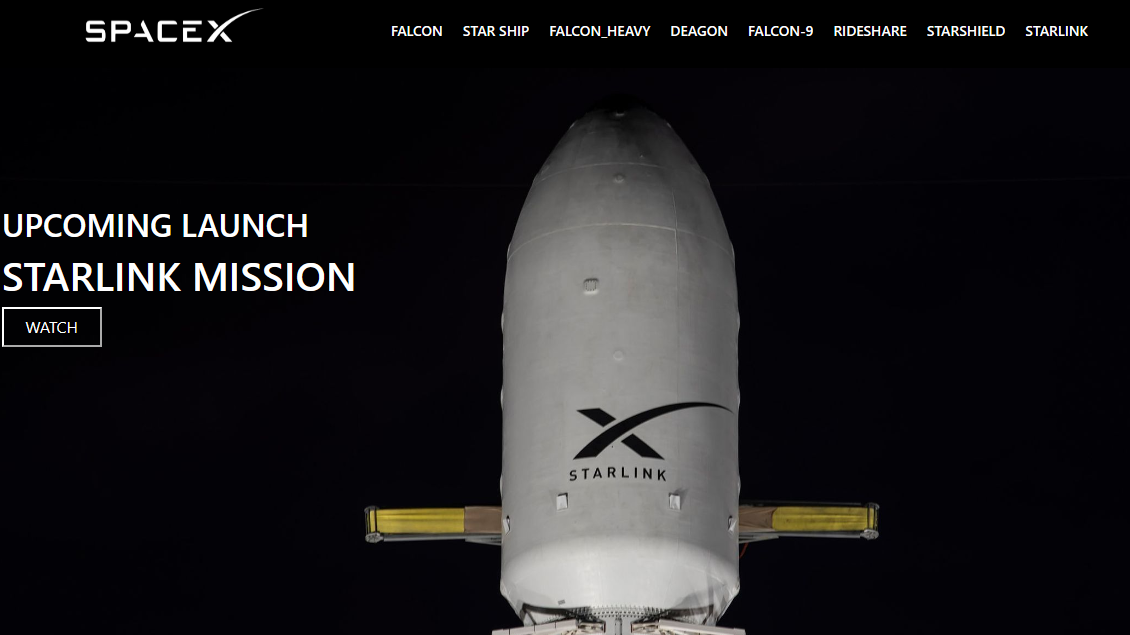 SPACEX FALCON STAR SHIP FALCON_HEAVY DEAGON FALCON-9 RIDESHARE STARSHIELD STARLINK
UPCOMING LAUNCH
STARLINK MISSION
WATCH
X
STARLINK